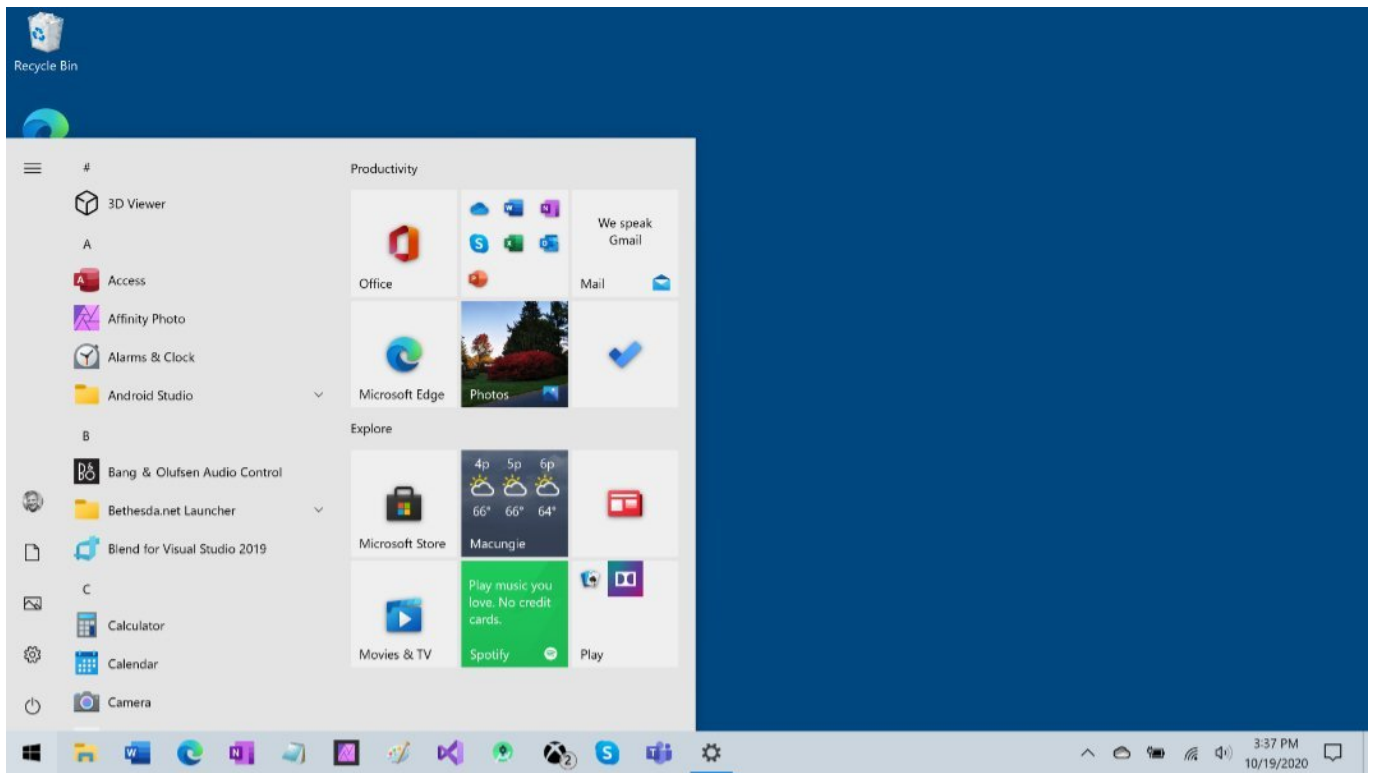 Recycle Bin
#
3D Viewer
A
Access
Affinity Photo
Alarms & Clock
Android Studio
B
Bang & Olufsen Audio Control
Bethesda.net Launcher
Blend for Visual Studio 2019
C
Calculator
Calendar
Camera
Productivity
Office
We speak
Gmail
Mail
Microsoft Edge
Photos
Explore
Microsoft Store
4p 5p 6p
66° 66° 64°
Macungie
Movies & TV
Play music you
love. No credit
cards.
Spotify
Play
2
3:37 PM
10/19/2020